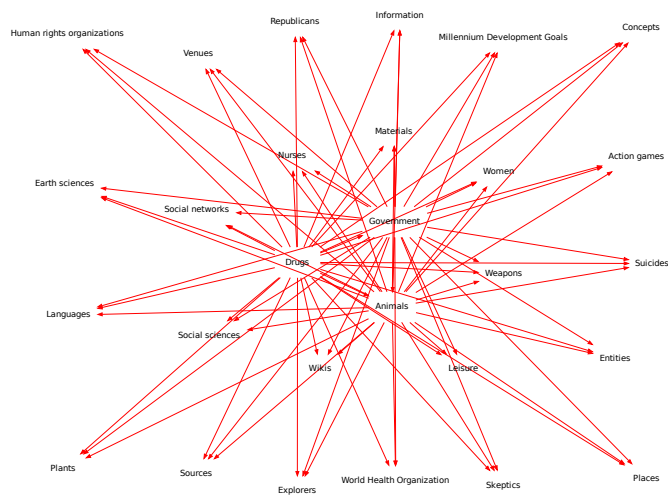 Information
Republicans
Concepts
Human rights organizations
Millennium Development Goals
Venues
Materials
Nurses
Action games
Women
Earth sciences
Social networks
Government
Drugs
Suicides
Weapons
Animals
Languages
Social sciences
Entities
Wikis
Leisure
Plants
Sources
Places
World Health Organization
Skeptics
Explorers